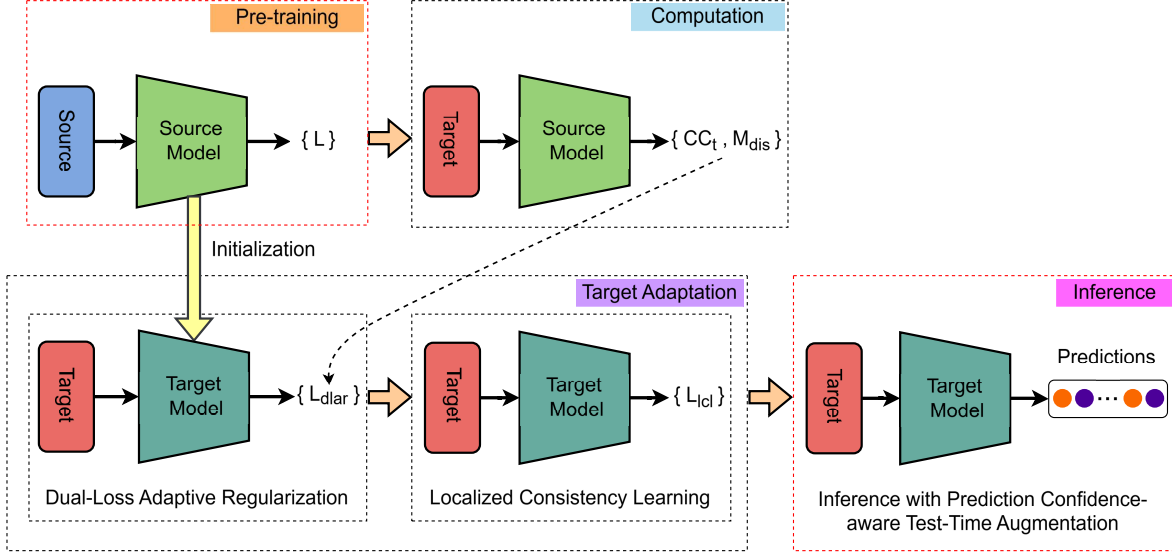 Pre-training
Source
Source
Model
{ L }
Computation
Target
Source
Model
{ CCt , Mdis }
Initialization
Target Adaptation
Target
Target
Model
{ Ldlar }
Dual-Loss Adaptive Regularization
Target
Target
Model
{ Llcl }
Localized Consistency Learning
Inference
Target
Target
Model
Predictions
...
Inference with Prediction Confidence-
aware Test-Time Augmentation